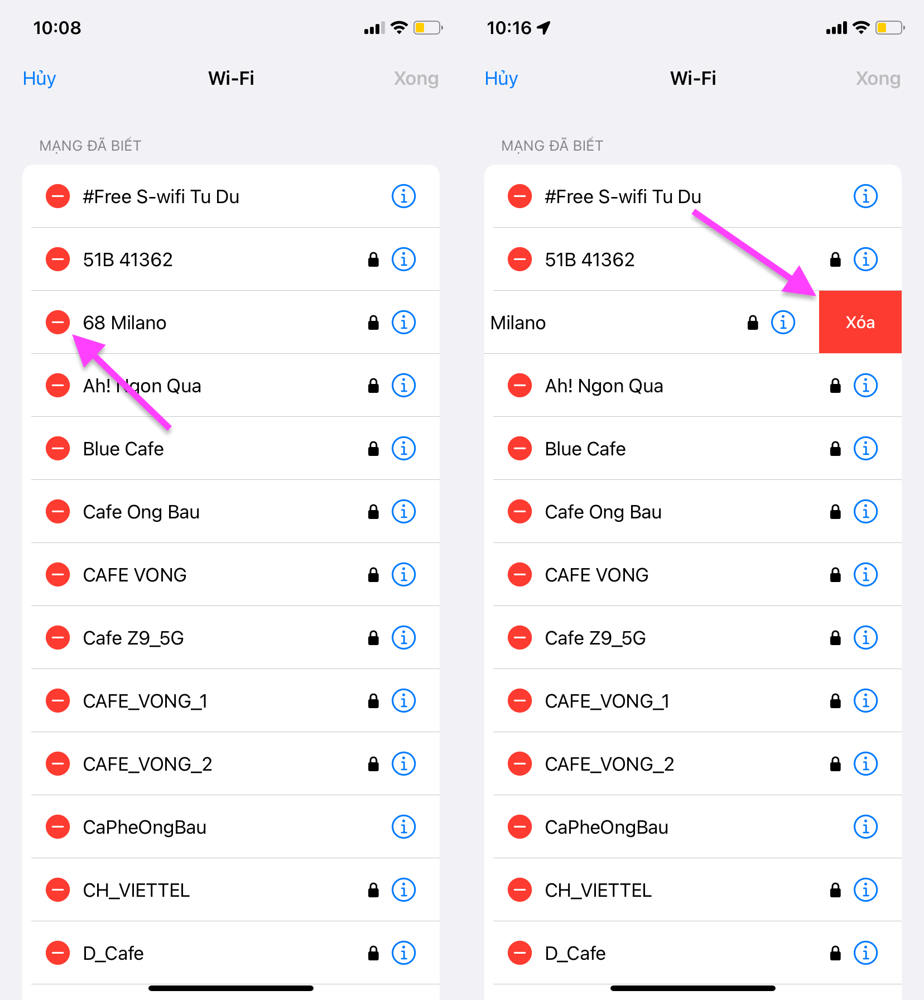 10:08
Hủy Wi-Fi Xong
MẠNG ĐÃ BIẾT
#Free S-wifi Tu Du
51B 41362
68 Milano
Ah! Ngon Qua
Blue Cafe
Cafe Ong Bau
CAFE VONG
Cafe Z9_5G
CAFE_VONG_1
CAFE_VONG_2
CaPheOngBau
CH_VIETTEL
D_Cafe
10:16
Hủy Wi-Fi Xong
MẠNG ĐÃ BIẾT
#Free S-wifi Tu Du
51B 41362
Milano Xóa
Ah! Ngon Qua
Blue Cafe
Cafe Ong Bau
CAFE VONG
Cafe Z9_5G
CAFE_VONG_1
CAFE_VONG_2
CaPheOngBau
CH_VIETTEL
D_Cafe